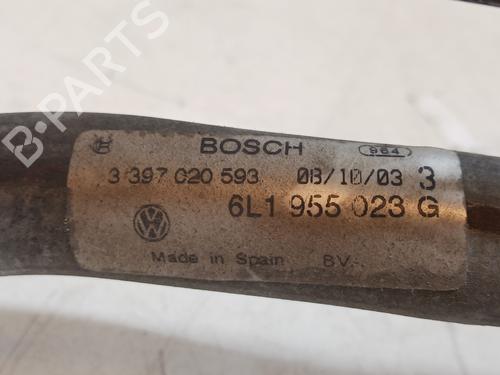 BOSCH 964
3 397 020 593 08/10/03 3
6L1 955 023 G
Made in Spain BV
B-PARTS